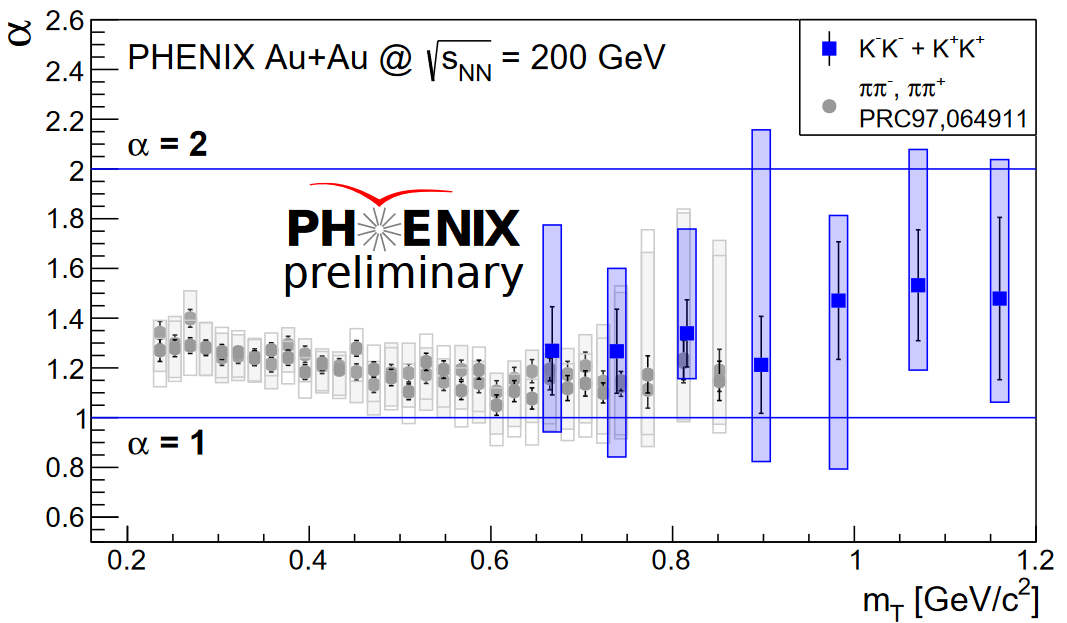 α
PHENIX Au+Au @ √sNN = 200 GeV
K⁻K⁻ + K⁺K⁺
ππ⁻, ππ⁺
PRC97,064911
α = 2
PHENIX
preliminary
α = 1
2.6
2.4
2.2
2
1.8
1.6
1.4
1.2
1
0.8
0.6
0.2
0.4
0.6
0.8
1
1.2
mT [GeV/c²]